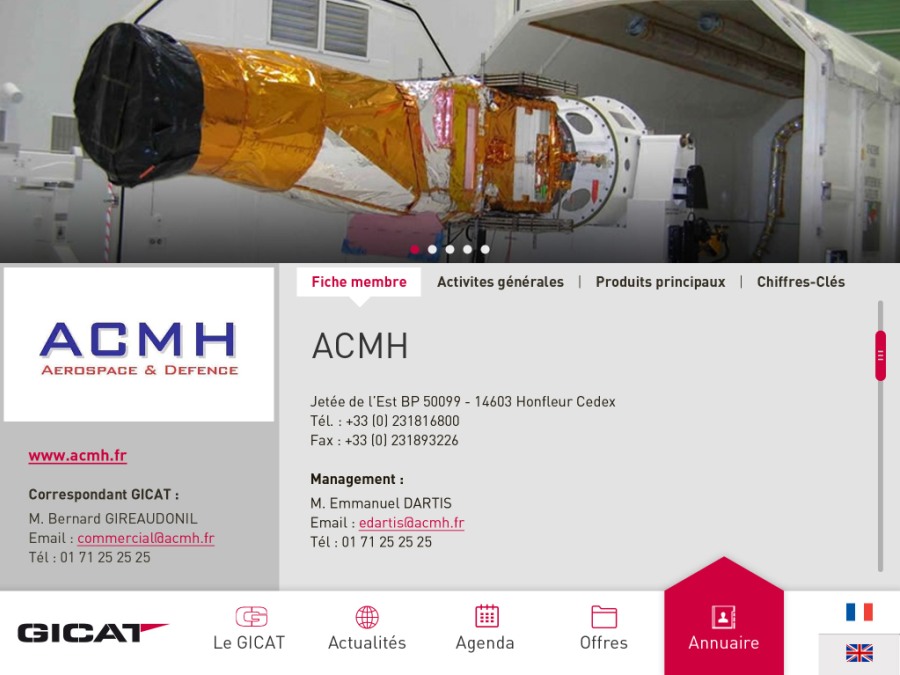 Fiche membre
Activites générales | Produits principaux | Chiffres-Clés
ACMH
AEROSPACE & DEFENCE
www.acmh.fr
Correspondant GICAT :
M. Bernard GIREAUDONIL
Email : commercial@acmh.fr
Tél : 01 71 25 25 25
ACMH
Jetée de l'Est BP 50099 - 14603 Honfleur Cedex
Tél. : +33 (0) 231816800
Fax : +33 (0) 231893226
Management :
M. Emmanuel DARTIS
Email : edartis@acmh.fr
Tél : 01 71 25 25 25
GICAT
Le GICAT
Actualités
Agenda
Offres
Annuaire